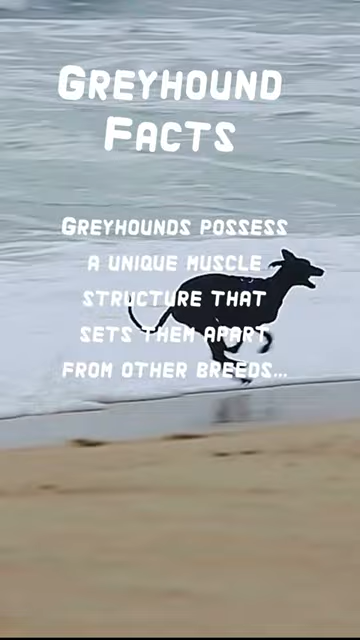 Greyhound
Facts
Greyhounds possess
a unique muscle
structure that
sets them apart
from other breeds...